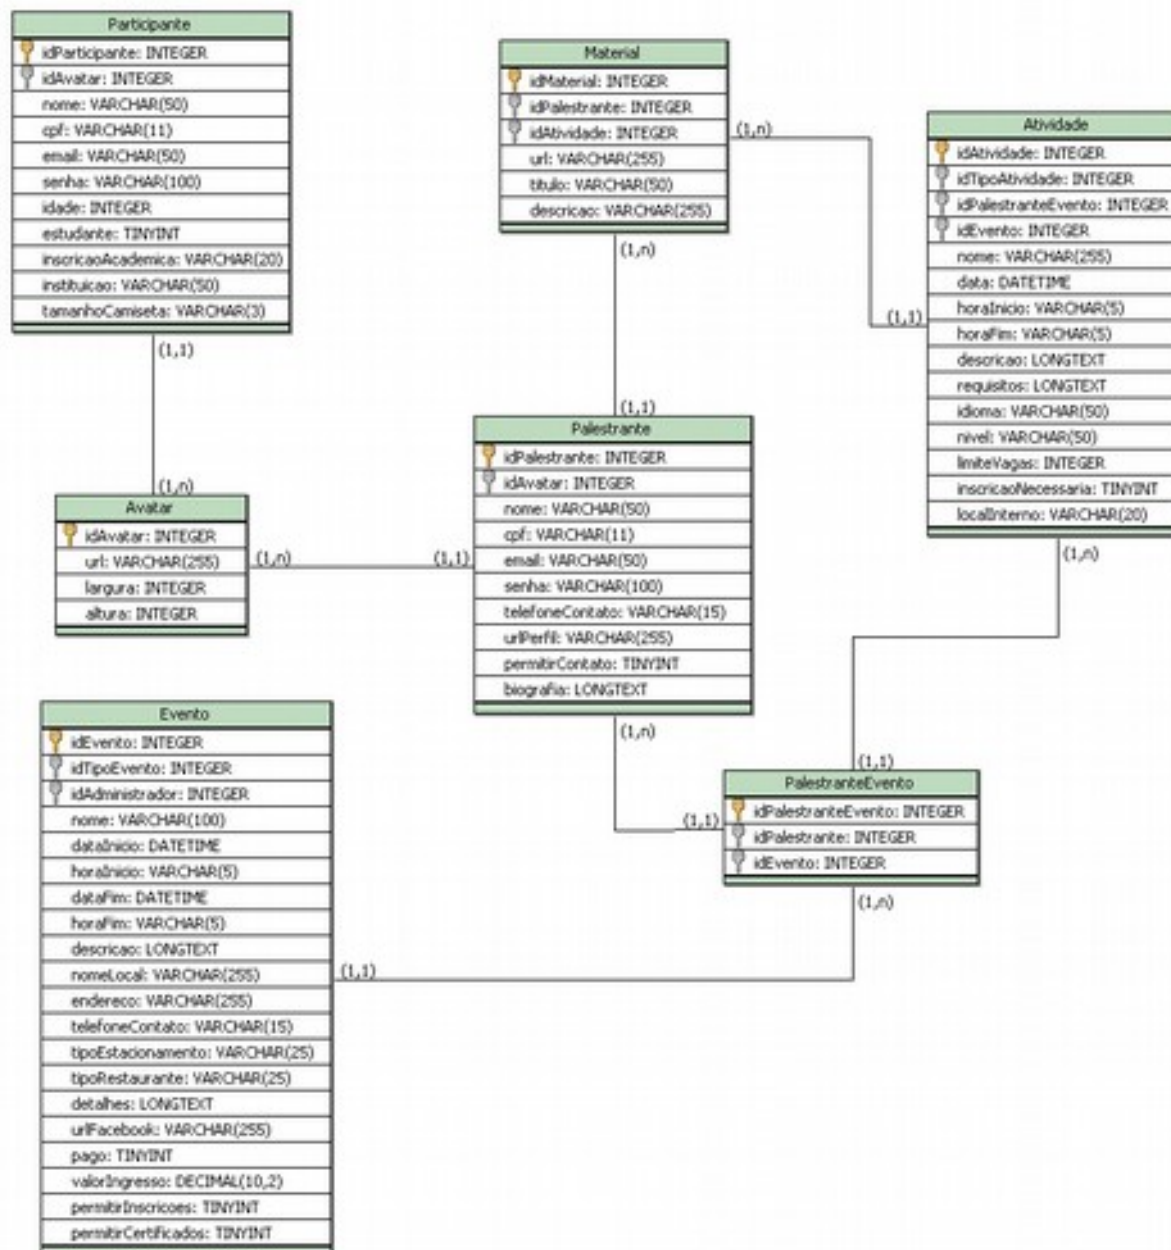 Participante
idParticipante: INTEGER
idAvatar: INTEGER
nome: VARCHAR(50)
cpf: VARCHAR(11)
email: VARCHAR(50)
senha: VARCHAR(100)
idade: INTEGER
estudante: TINYINT
inscricaoAcademica: VARCHAR(20)
instituicao: VARCHAR(50)
tamanhoCamiseta: VARCHAR(3)
(1,1)
(1,n)
Material
idMaterial: INTEGER
idPalestrante: INTEGER
idAtividade: INTEGER
url: VARCHAR(255)
titulo: VARCHAR(50)
descricao: VARCHAR(255)
(1,n)
(1,n)
(1,1)
(1,1)
Atividade
idAtividade: INTEGER
idTipoAtividade: INTEGER
idPalestranteEvento: INTEGER
idEvento: INTEGER
nome: VARCHAR(255)
data: DATETIME
horaInicio: VARCHAR(5)
horaFim: VARCHAR(5)
descricao: LONGTEXT
requisitos: LONGTEXT
idioma: VARCHAR(50)
nivel: VARCHAR(50)
limiteVagas: INTEGER
inscricaoNecessaria: TINYINT
localInterno: VARCHAR(20)
(1,n)
Avatar
idAvatar: INTEGER
url: VARCHAR(255)
largura: INTEGER
altura: INTEGER
(1,n)
(1,1)
Palestrante
idPalestrante: INTEGER
idAvatar: INTEGER
nome: VARCHAR(50)
cpf: VARCHAR(11)
email: VARCHAR(50)
senha: VARCHAR(100)
telefoneContato: VARCHAR(15)
urlPerfil: VARCHAR(255)
permitirContato: TINYINT
biografia: LONGTEXT
(1,n)
(1,1)
(1,1)
PalestranteEvento
idPalestranteEvento: INTEGER
idPalestrante: INTEGER
idEvento: INTEGER
(1,n)
(1,1)
Evento
idEvento: INTEGER
idTipoEvento: INTEGER
idAdministrador: INTEGER
nome: VARCHAR(100)
dataInicio: DATETIME
horaInicio: VARCHAR(5)
dataFim: DATETIME
horaFim: VARCHAR(5)
descricao: LONGTEXT
nomeLocal: VARCHAR(255)
endereco: VARCHAR(255)
telefoneContato: VARCHAR(15)
tipoEstacionamento: VARCHAR(25)
tipoRestaurante: VARCHAR(25)
detalhes: LONGTEXT
urlFacebook: VARCHAR(255)
pago: TINYINT
valorIngresso: DECIMAL(10,2)
permitirInscricoes: TINYINT
permitirCertificados: TINYINT